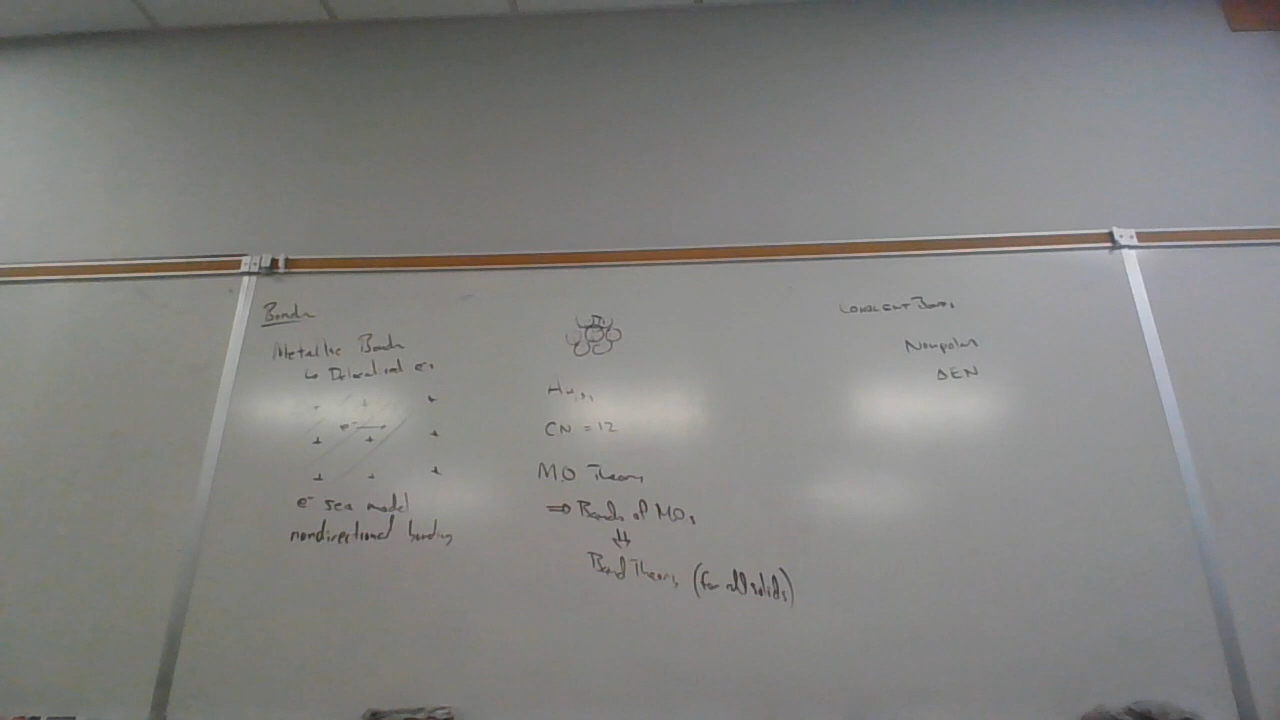 Bonds
Metallic Bonds
↳ Delocalized e⁻s
+ + +
e⁻ →
+ + +
+ + +
e⁻ sea model
nondirectional bonding
CN = 12
MO Theory
⇒ Bands of MOs
⇓
Band Theory (for all solids)
COVALENT BONDS
Nonpolar
ΔEN